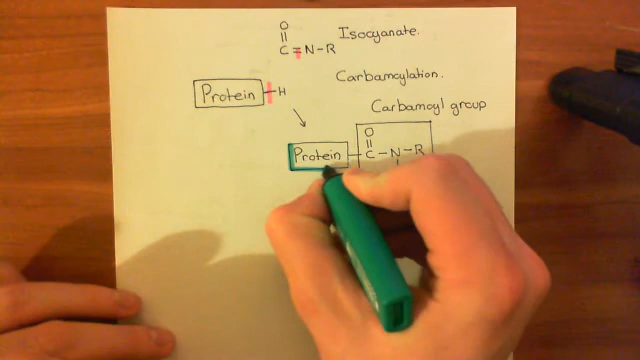 O
||
C=N-R
Isocyanate.
Protein -H
Carbamoylation.
Carbamoyl group
O
||
Protein -C-N-R